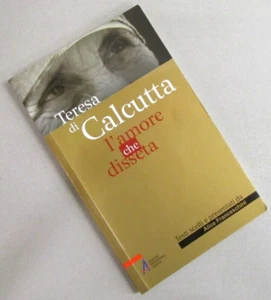 Teresa
di Calcutta
l'amore
che
disseta
Testi scelti e presentati da